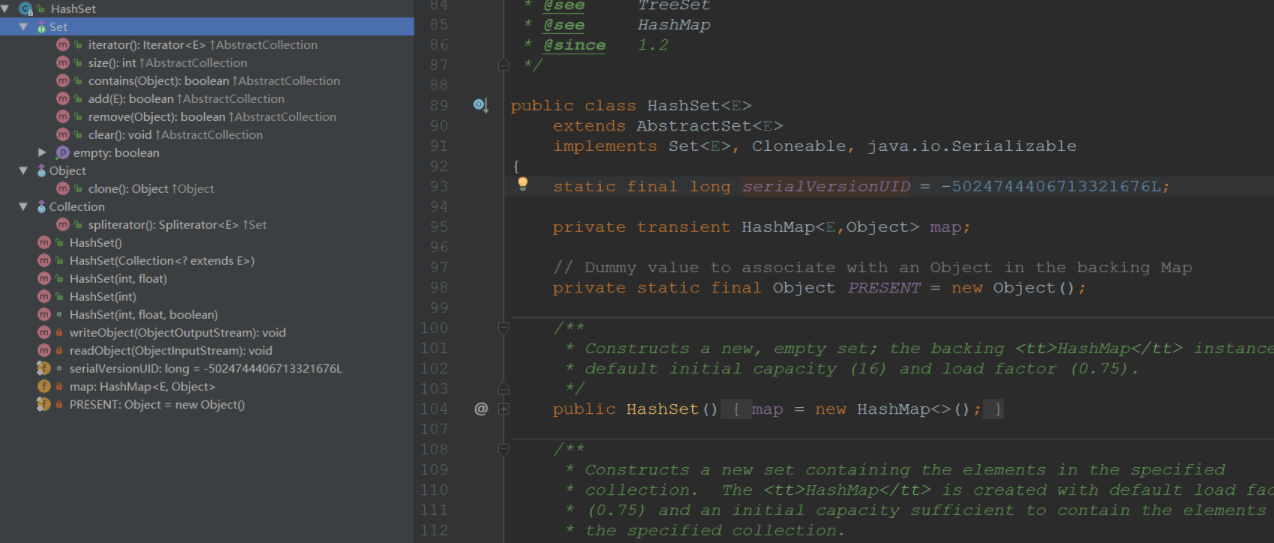 HashSet
Set
iterator(): Iterator<E> ↑AbstractCollection
size(): int ↑AbstractCollection
contains(Object): boolean ↑AbstractCollection
add(E): boolean ↑AbstractCollection
remove(Object): boolean ↑AbstractCollection
clear(): void ↑AbstractCollection
empty: boolean
Object
clone(): Object ↑Object
Collection
spliterator(): Spliterator<E> ↑Set
HashSet()
HashSet(Collection<? extends E>)
HashSet(int, float)
HashSet(int)
HashSet(int, float, boolean)
writeObject(ObjectOutputStream): void
readObject(ObjectInputStream): void
serialVersionUID: long = -5024744406713321676L
map: HashMap<E, Object>
PRESENT: Object = new Object()
84 * @see TreeSet
85 * @see HashMap
86 * @since 1.2
87 */
88
89 public class HashSet<E>
90 extends AbstractSet<E>
91 implements Set<E>, Cloneable, java.io.Serializable
92 {
93 static final long serialVersionUID = -5024744406713321676L;
94
95 private transient HashMap<E,Object> map;
96
97 // Dummy value to associate with an Object in the backing Map
98 private static final Object PRESENT = new Object();
99
100 /**
101 * Constructs a new, empty set; the backing <tt>HashMap</tt> instance
102 * default initial capacity (16) and load factor (0.75).
103 */
104 public HashSet() { map = new HashMap<>(); }
107
108 /**
109 * Constructs a new set containing the elements in the specified
110 * collection. The <tt>HashMap</tt> is created with default load fac
111 * (0.75) and an initial capacity sufficient to contain the elements
112 * the specified collection.